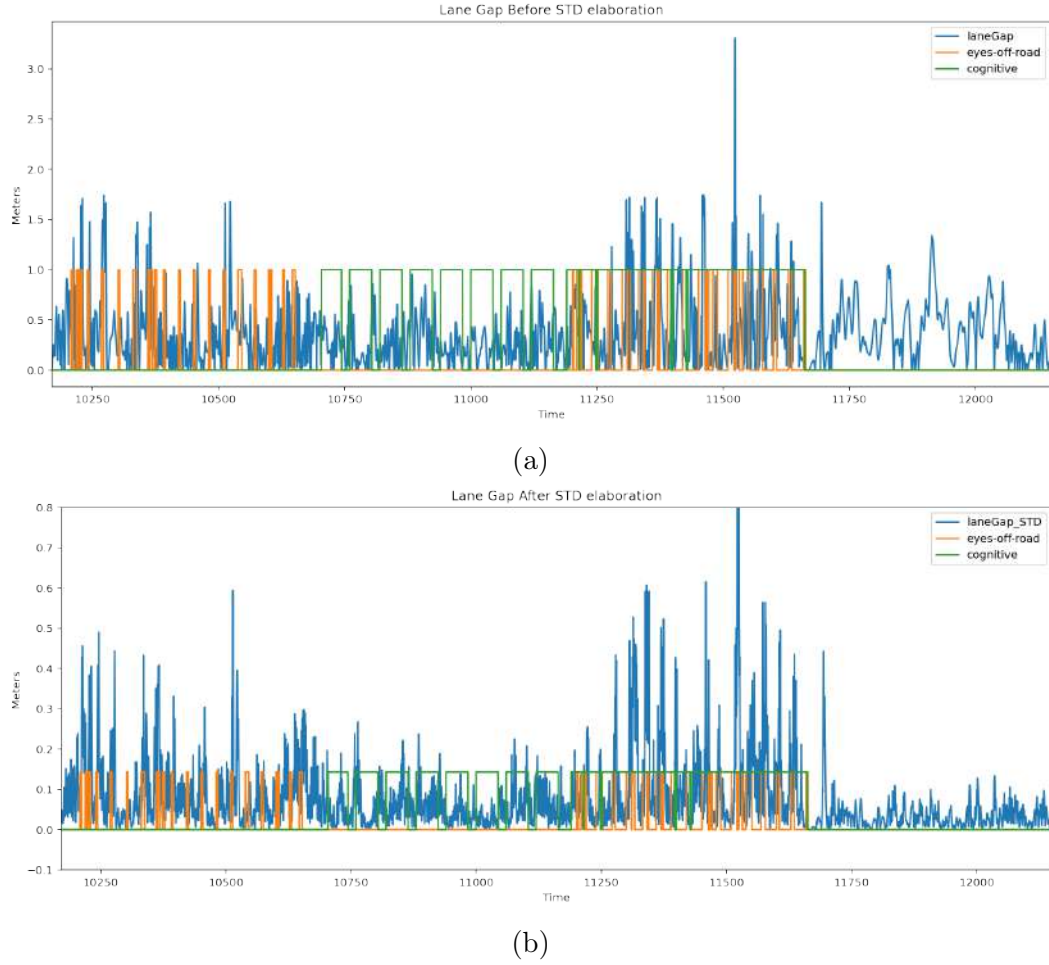 Lane Gap Before STD elaboration
laneGap
eyes-off-road
cognitive
3.0
2.5
2.0
1.5
1.0
0.5
0.0
Meters
10250 10500 10750 11000 11250 11500 11750 12000
Time
(a)
Lane Gap After STD elaboration
laneGap_STD
eyes-off-road
cognitive
0.8
0.7
0.6
0.5
0.4
0.3
0.2
0.1
0.0
−0.1
Meters
10250 10500 10750 11000 11250 11500 11750 12000
Time
(b)